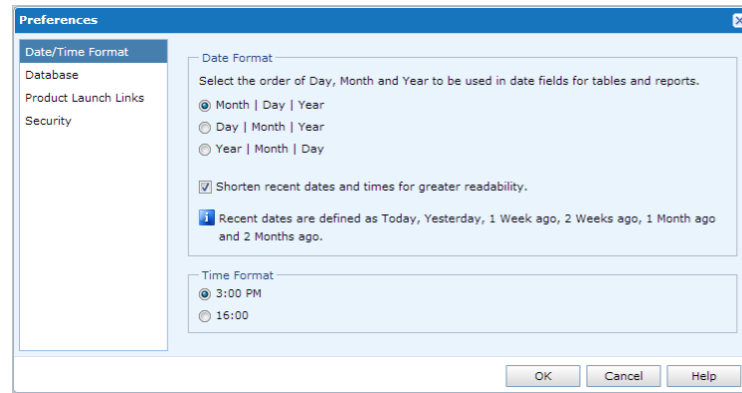 Preferences
Date/Time Format
Database
Product Launch Links
Security
Date Format
Select the order of Day, Month and Year to be used in date fields for tables and reports.
Month | Day | Year
Day | Month | Year
Year | Month | Day
Shorten recent dates and times for greater readability.
Recent dates are defined as Today, Yesterday, 1 Week ago, 2 Weeks ago, 1 Month ago
and 2 Months ago.
Time Format
3:00 PM
16:00
OK Cancel Help